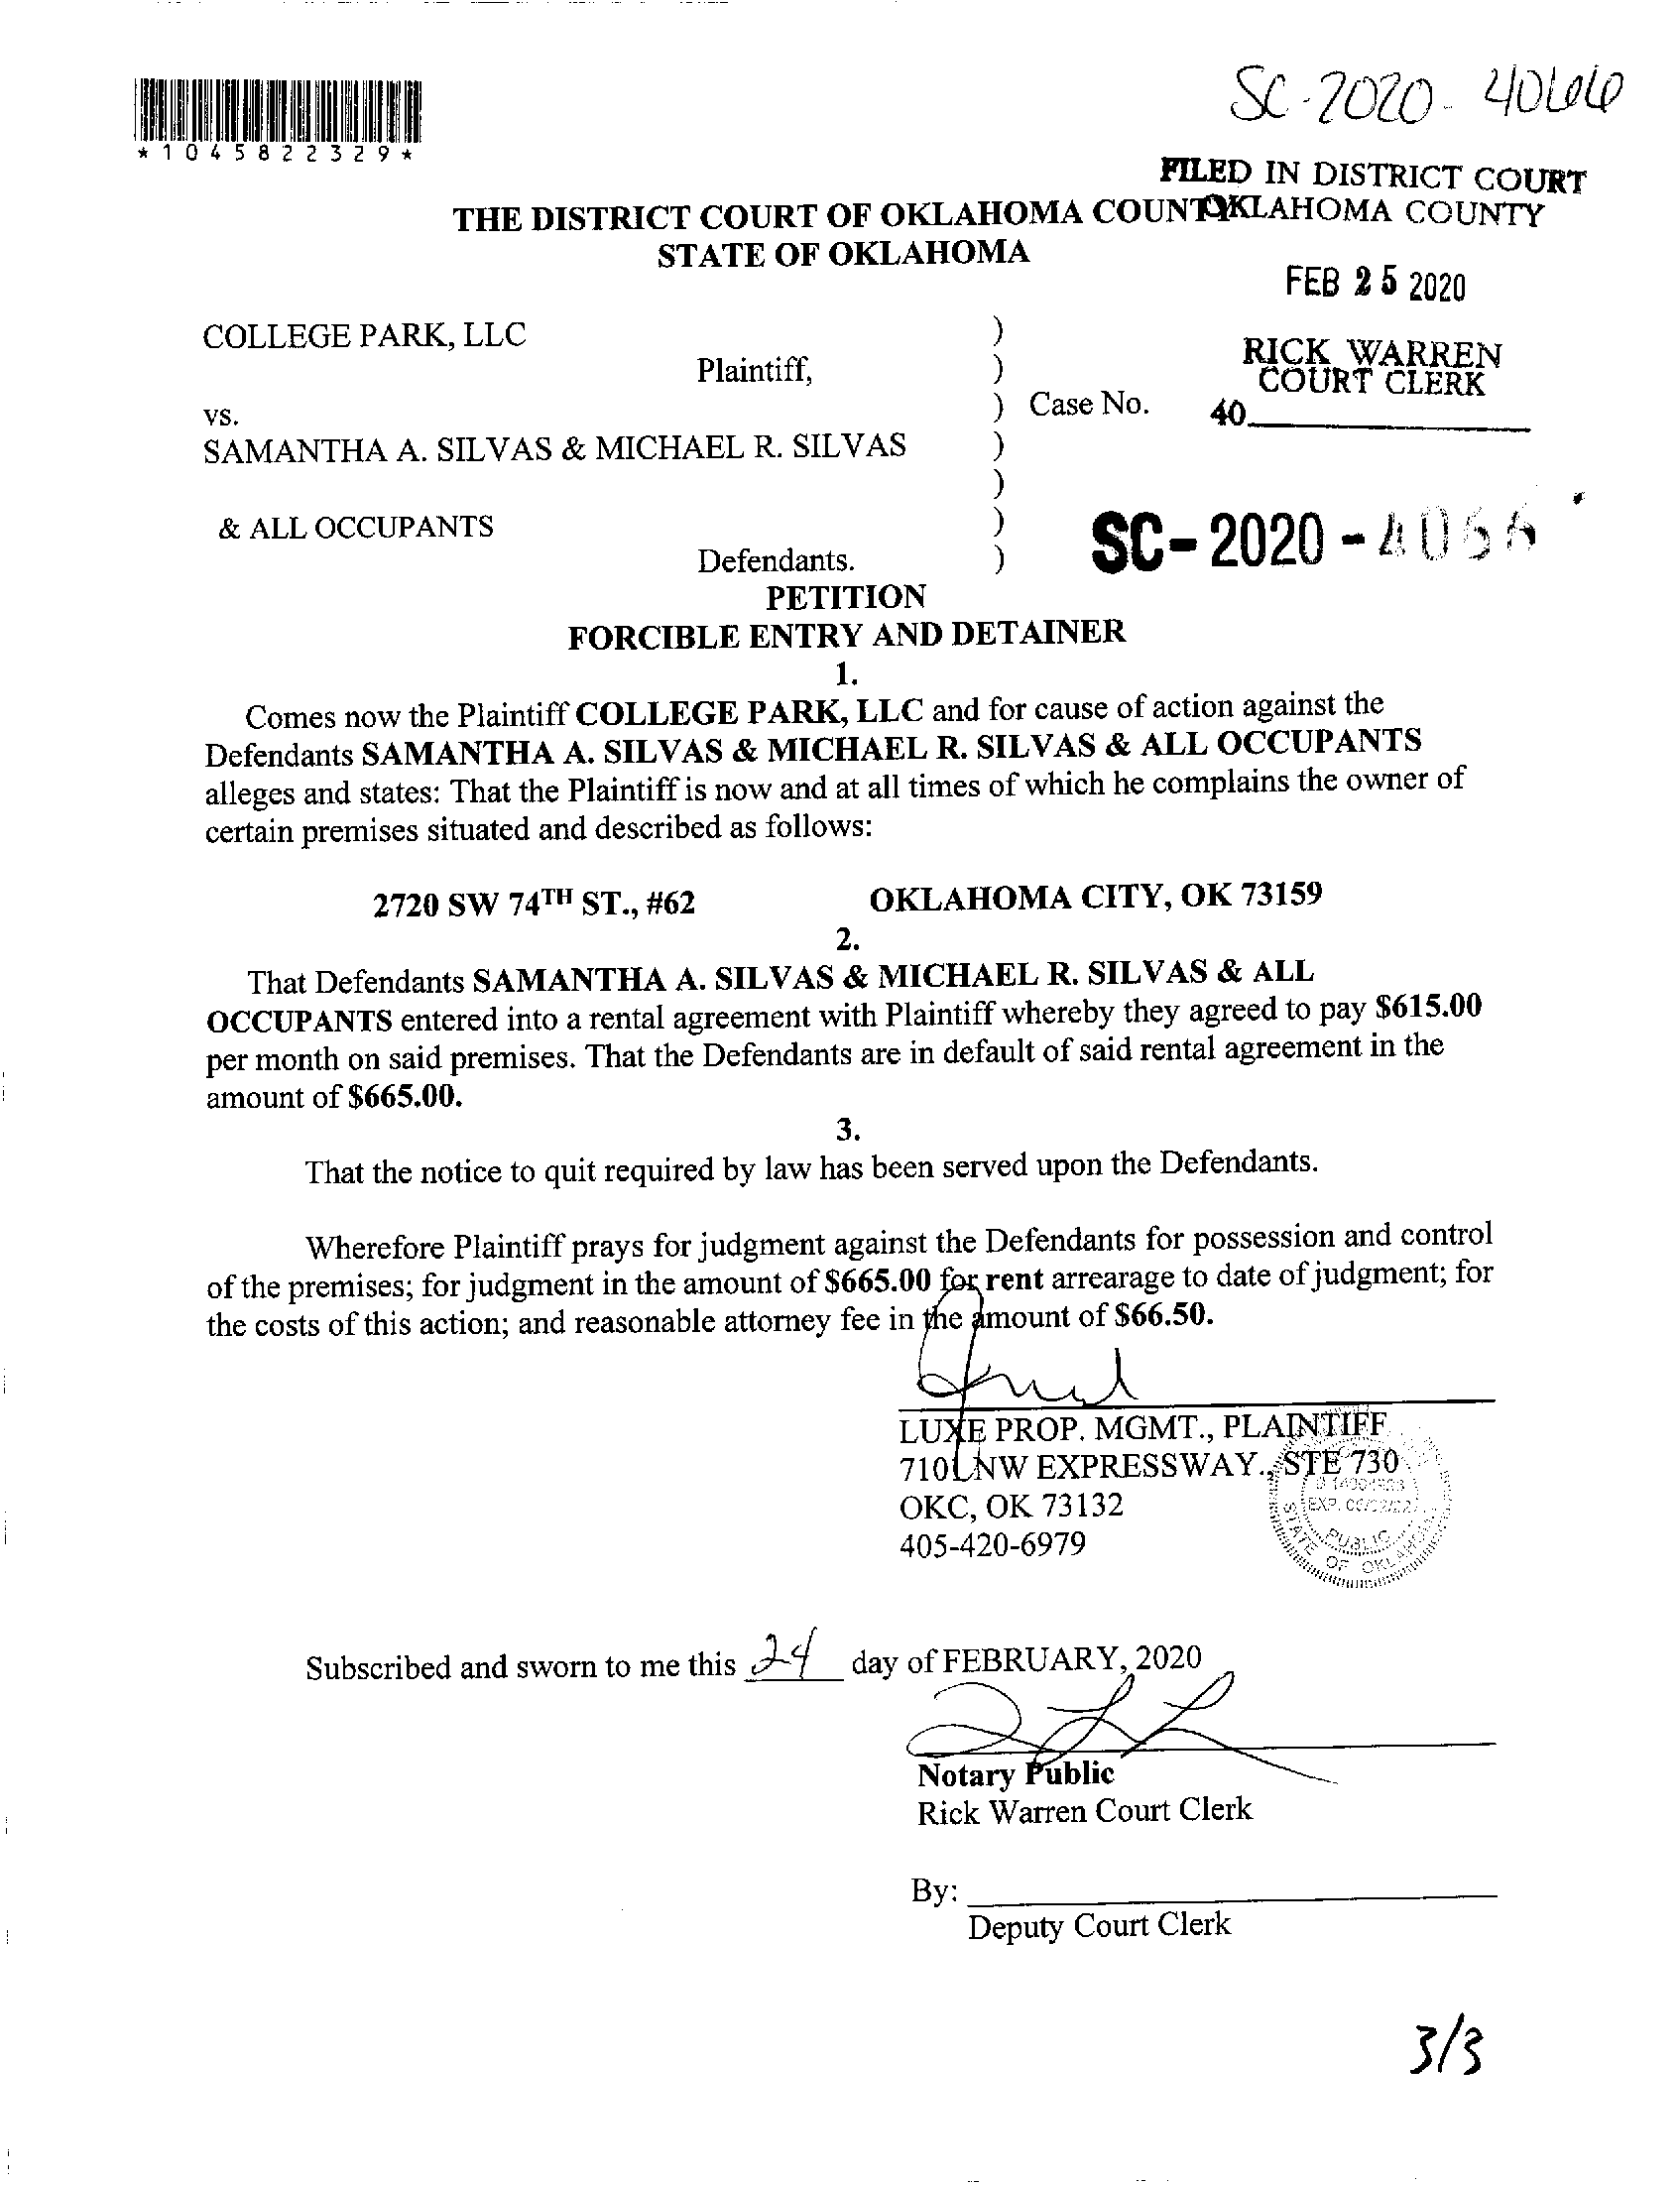 SC-2020-4066
*1045822329*
FILED IN DISTRICT COURT
OKLAHOMA COUNTY
THE DISTRICT COURT OF OKLAHOMA COUNTY
STATE OF OKLAHOMA
FEB 25 2020
COLLEGE PARK, LLC )
Plaintiff, )
RICK WARREN
COURT CLERK
vs. ) Case No. 40
SAMANTHA A. SILVAS & MICHAEL R. SILVAS )
)
& ALL OCCUPANTS )
SC-2020-4066
Defendants. )
PETITION
FORCIBLE ENTRY AND DETAINER
1.
Comes now the Plaintiff COLLEGE PARK, LLC and for cause of action against the
Defendants SAMANTHA A. SILVAS & MICHAEL R. SILVAS & ALL OCCUPANTS
alleges and states: That the Plaintiff is now and at all times of which he complains the owner of
certain premises situated and described as follows:
2720 SW 74TH ST., #62 OKLAHOMA CITY, OK 73159
2.
That Defendants SAMANTHA A. SILVAS & MICHAEL R. SILVAS & ALL
OCCUPANTS entered into a rental agreement with Plaintiff whereby they agreed to pay $615.00
per month on said premises. That the Defendants are in default of said rental agreement in the
amount of $665.00.
3.
That the notice to quit required by law has been served upon the Defendants.
Wherefore Plaintiff prays for judgment against the Defendants for possession and control
of the premises; for judgment in the amount of $665.00 for rent arrearage to date of judgment; for
the costs of this action; and reasonable attorney fee in the amount of $66.50.
LUXE PROP. MGMT., PLAINTIFF
7101 NW EXPRESSWAY., STE 730
OKC, OK 73132
405-420-6979
PUBLIC
STATE OF OKLAHOMA
Subscribed and sworn to me this 24 day of FEBRUARY, 2020
Notary Public
Rick Warren Court Clerk
By:
Deputy Court Clerk
3/3